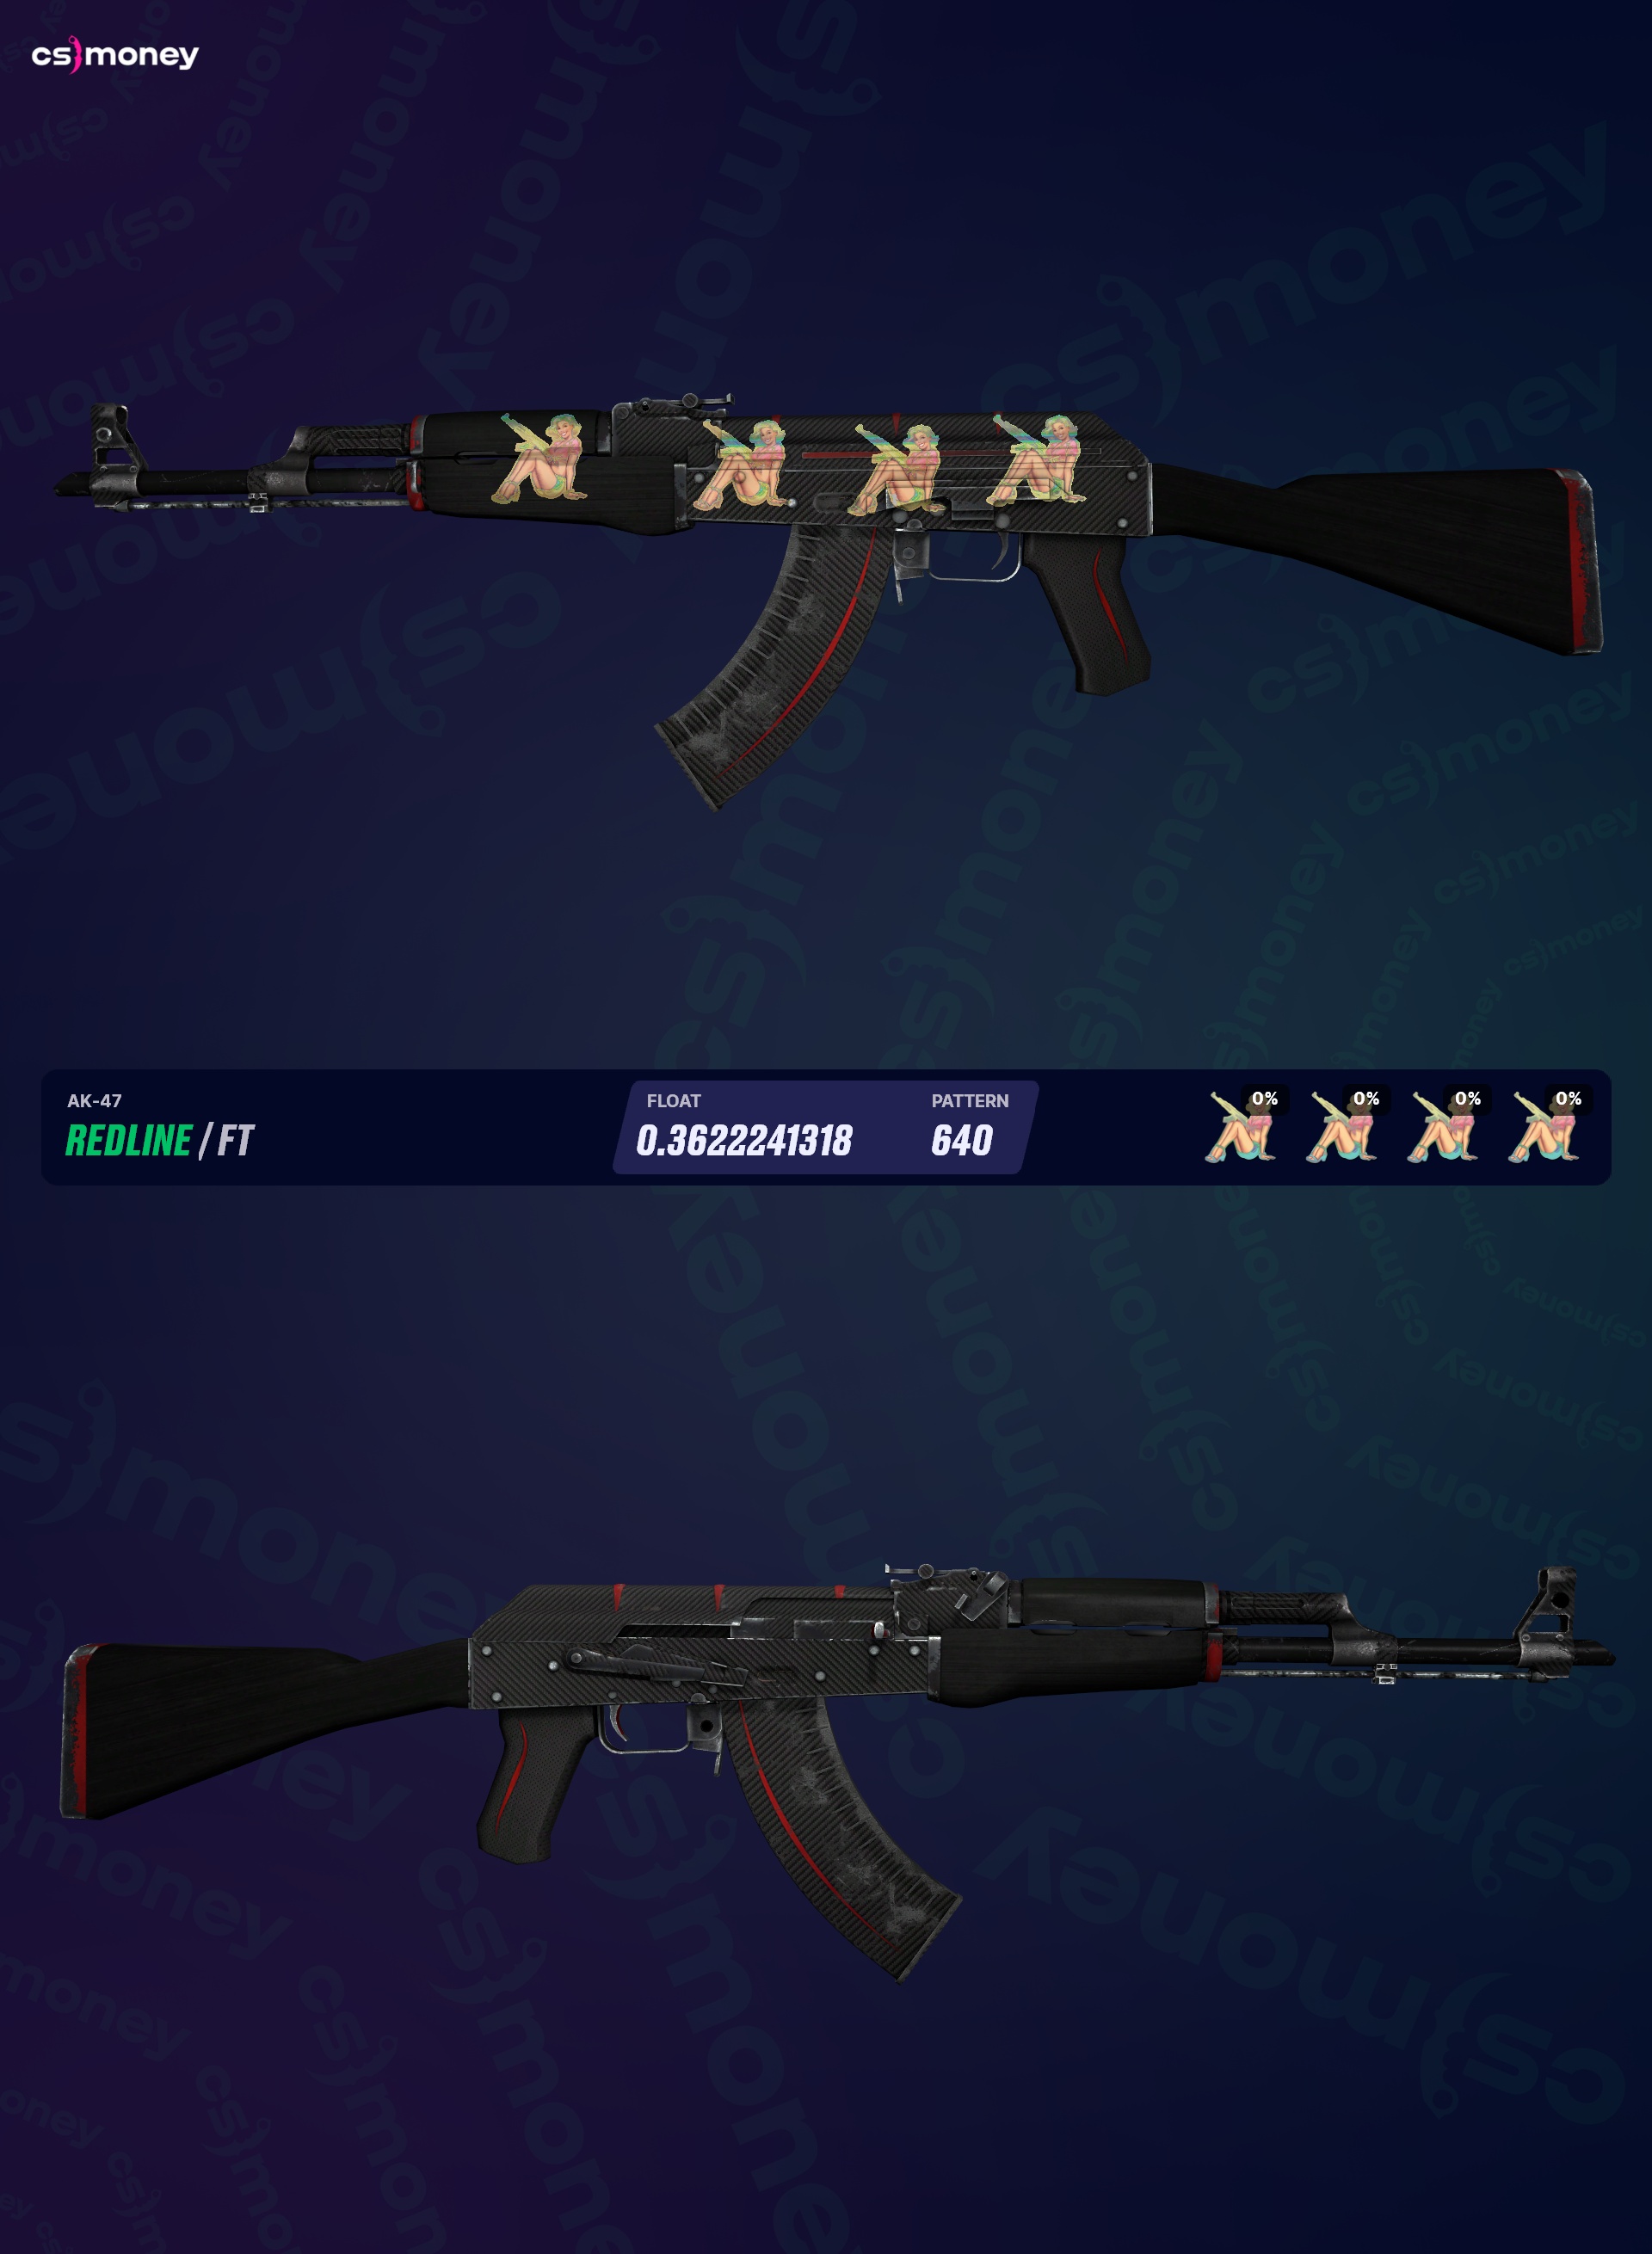 cs}money
AK-47
REDLINE / FT
FLOAT
0.3622241318
PATTERN
640
0%
0%
0%
0%